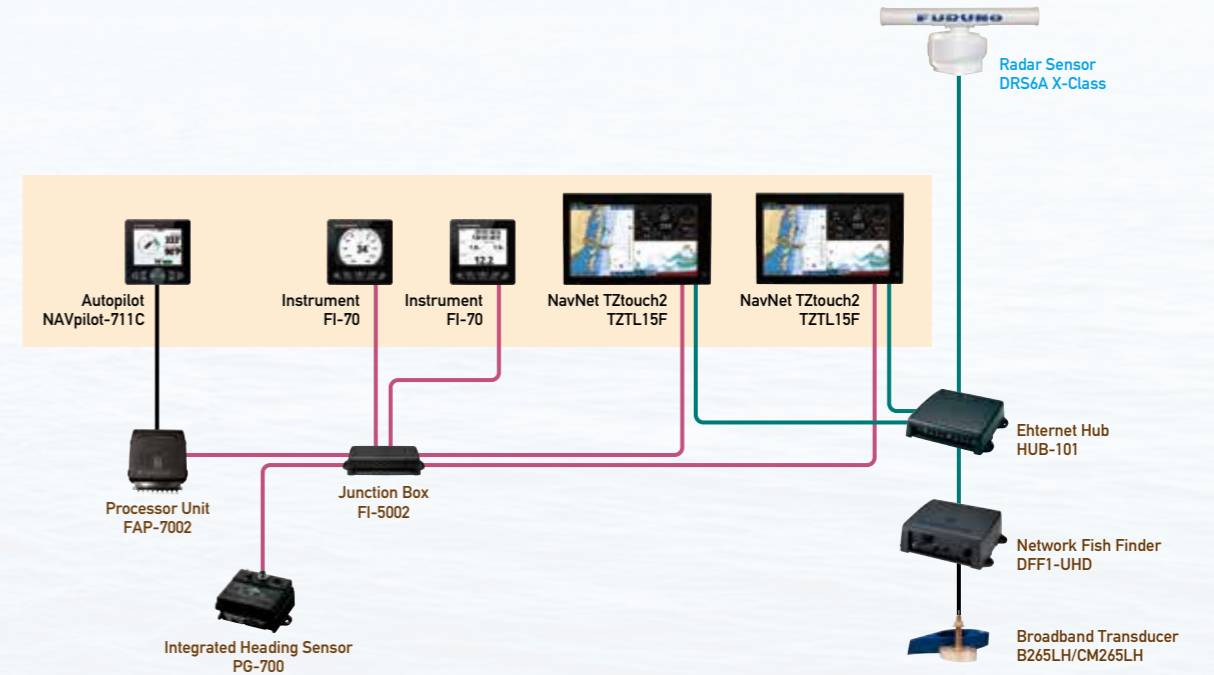 FURUNO
Radar Sensor
DRS6A X-Class
Autopilot
NAVpilot-711C
Instrument
FI-70
Instrument
FI-70
NavNet TZtouch2
TZTL15F
NavNet TZtouch2
TZTL15F
Ehternet Hub
HUB-101
Junction Box
FI-5002
Processor Unit
FAP-7002
Network Fish Finder
DFF1-UHD
Integrated Heading Sensor
PG-700
Broadband Transducer
B265LH/CM265LH
12.2